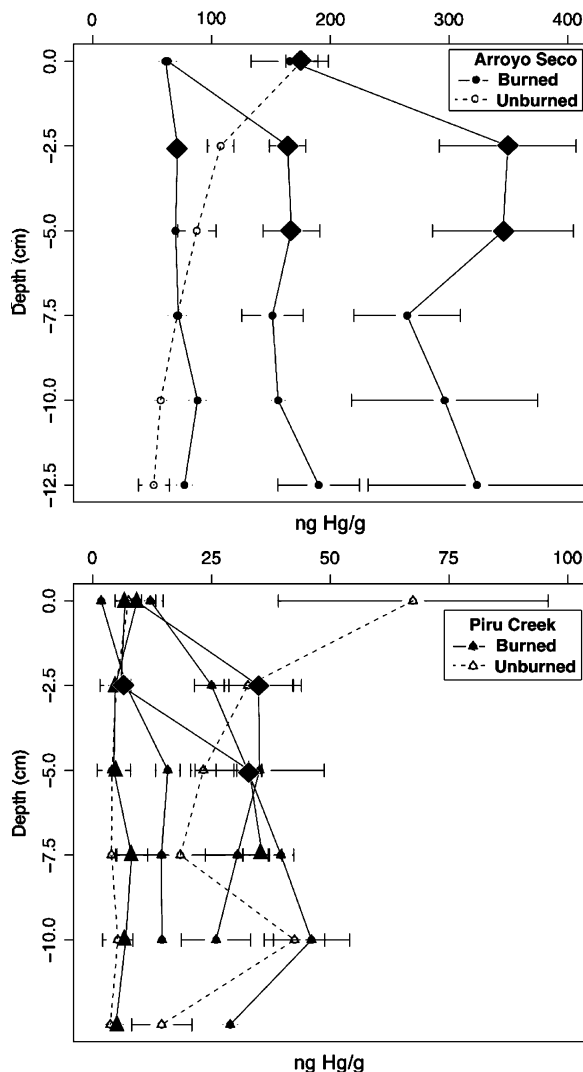 0 100 200 300 400
Arroyo Seco
Burned
Unburned
0.0
−2.5
−5.0
−7.5
−10.0
−12.5
Depth (cm)
ng Hg/g
0 25 50 75 100
Piru Creek
Burned
Unburned
0.0
−2.5
−5.0
−7.5
−10.0
Depth (cm)
ng Hg/g